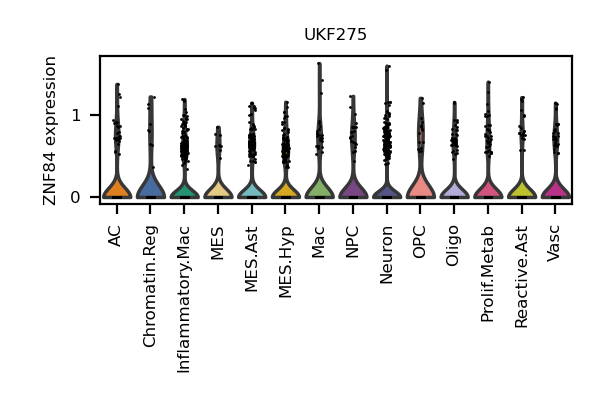 UKF275
ZNF84 expression
1
0
AC
Chromatin.Reg
Inflammatory.Mac
MES
MES.Ast
MES.Hyp
Mac
NPC
Neuron
OPC
Oligo
Prolif.Metab
Reactive.Ast
Vasc